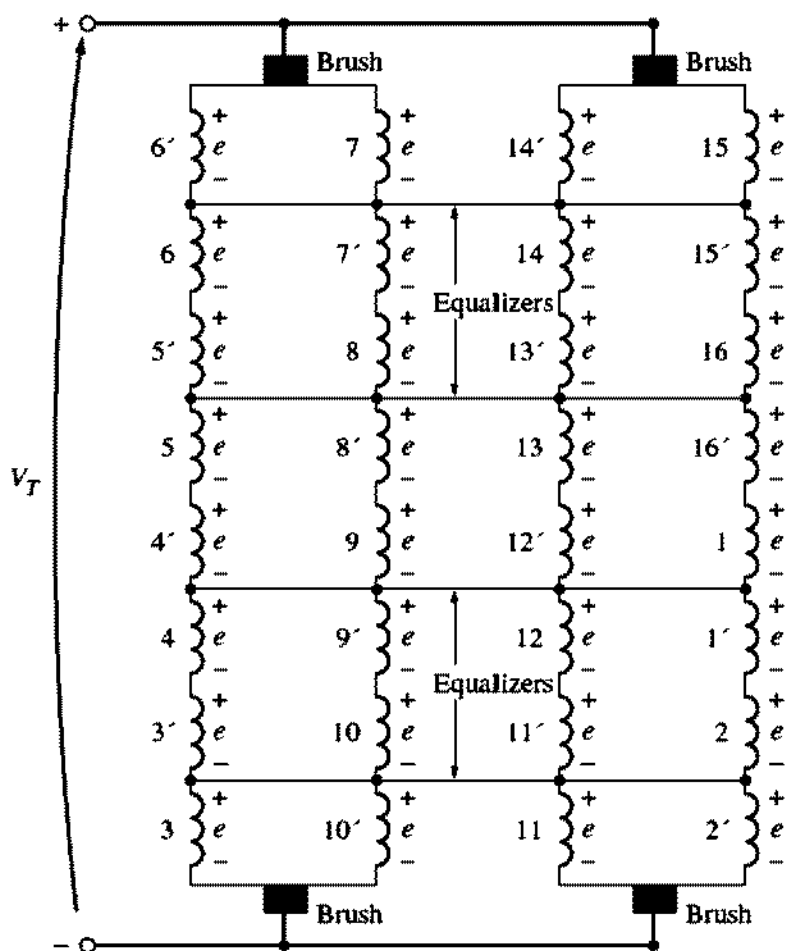 +
Brush Brush
+ + + +
6′ e 7 e 14′ e 15 e
– – – –
+ + + +
6 e 7′ e 14 e 15′ e
– – – –
Equalizers
+ + + +
5′ e 8 e 13′ e 16 e
– – – –
+ + + +
5 e 8′ e 13 e 16′ e
– – – –
V_T
+ + + +
4′ e 9 e 12′ e 1 e
– – – –
+ + + +
4 e 9′ e 12 e 1′ e
– – – –
Equalizers
+ + + +
3′ e 10 e 11′ e 2 e
– – – –
+ + + +
3 e 10′ e 11 e 2′ e
– – – –
Brush Brush
–